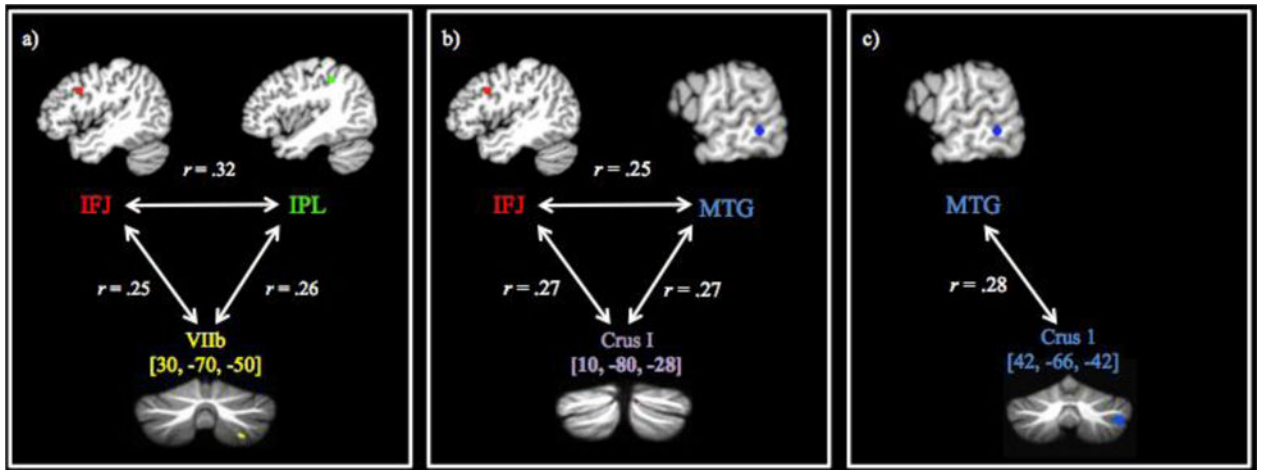 a)
r = .32
IFJ
IPL
r = .25
r = .26
VIIb
[30, -70, -50]
b)
r = .25
IFJ
MTG
r = .27
r = .27
Crus I
[10, -80, -28]
c)
MTG
r = .28
Crus 1
[42, -66, -42]